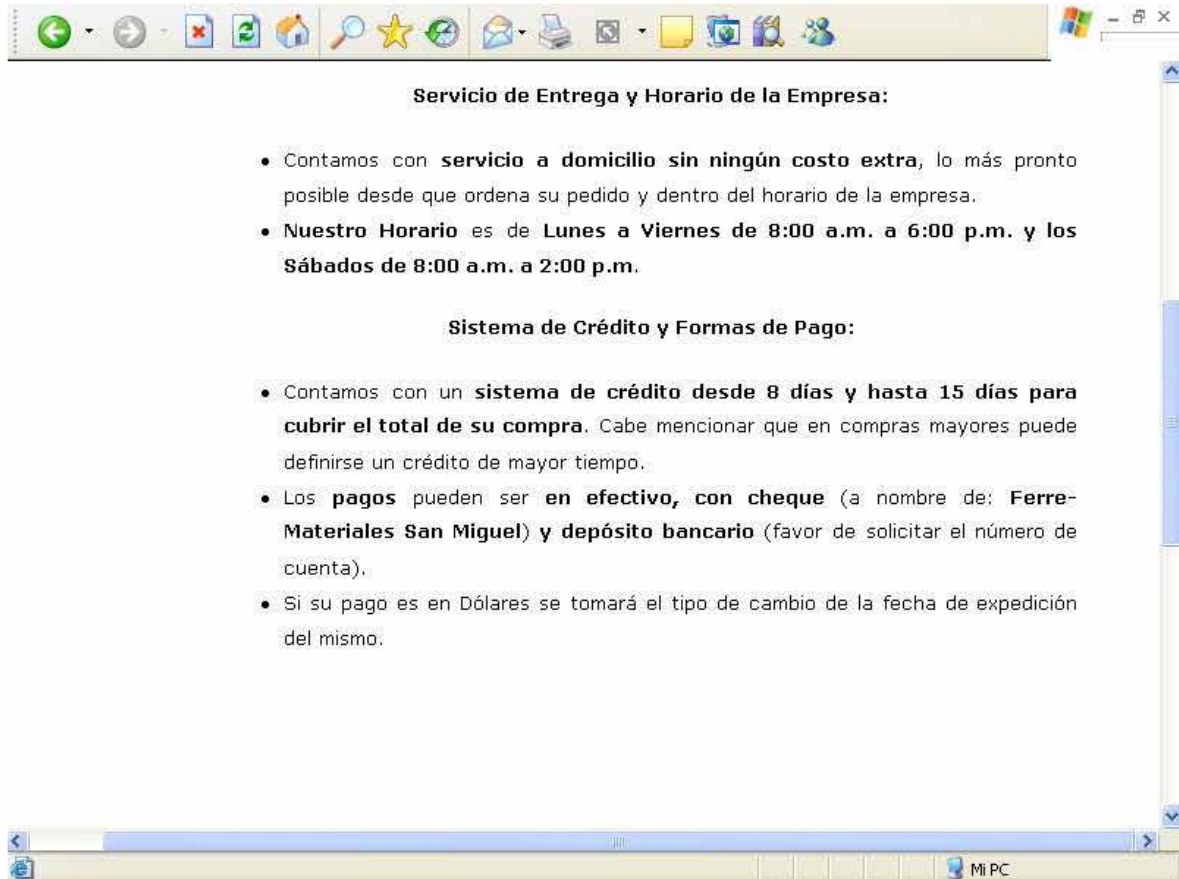 Servicio de Entrega y Horario de la Empresa:
• Contamos con servicio a domicilio sin ningún costo extra, lo más pronto
posible desde que ordena su pedido y dentro del horario de la empresa.
• Nuestro Horario es de Lunes a Viernes de 8:00 a.m. a 6:00 p.m. y los
Sábados de 8:00 a.m. a 2:00 p.m.
Sistema de Crédito y Formas de Pago:
• Contamos con un sistema de crédito desde 8 días y hasta 15 días para
cubrir el total de su compra. Cabe mencionar que en compras mayores puede
definirse un crédito de mayor tiempo.
• Los pagos pueden ser en efectivo, con cheque (a nombre de: Ferre-
Materiales San Miguel) y depósito bancario (favor de solicitar el número de
cuenta).
• Si su pago es en Dólares se tomará el tipo de cambio de la fecha de expedición
del mismo.
Mi PC